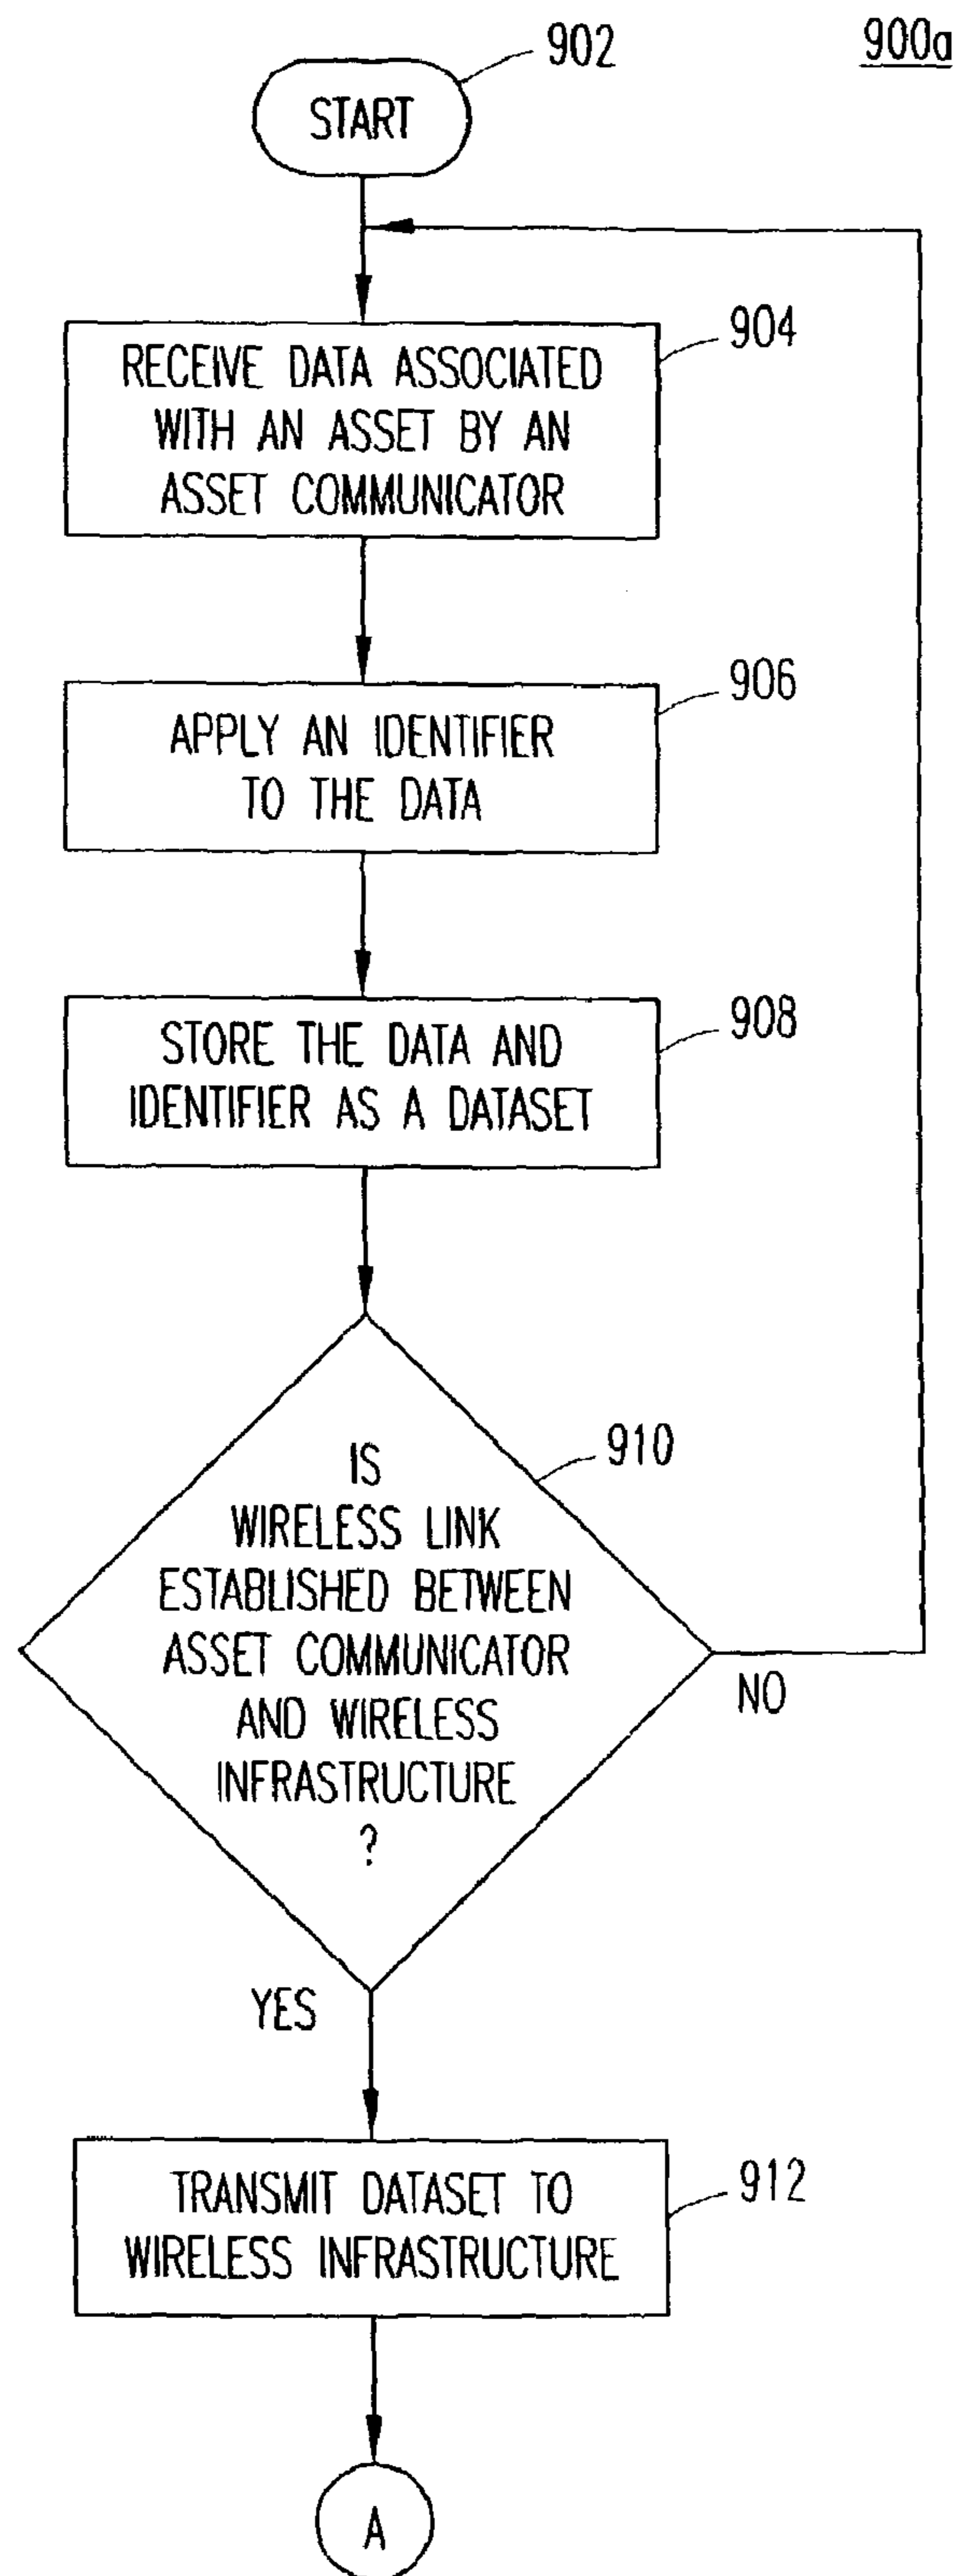 900a
902
START
904
RECEIVE DATA ASSOCIATED
WITH AN ASSET BY AN
ASSET COMMUNICATOR
906
APPLY AN IDENTIFIER
TO THE DATA
908
STORE THE DATA AND
IDENTIFIER AS A DATASET
910
IS
WIRELESS LINK
ESTABLISHED BETWEEN
ASSET COMMUNICATOR
AND WIRELESS
INFRASTRUCTURE
?
NO
YES
912
TRANSMIT DATASET TO
WIRELESS INFRASTRUCTURE
A